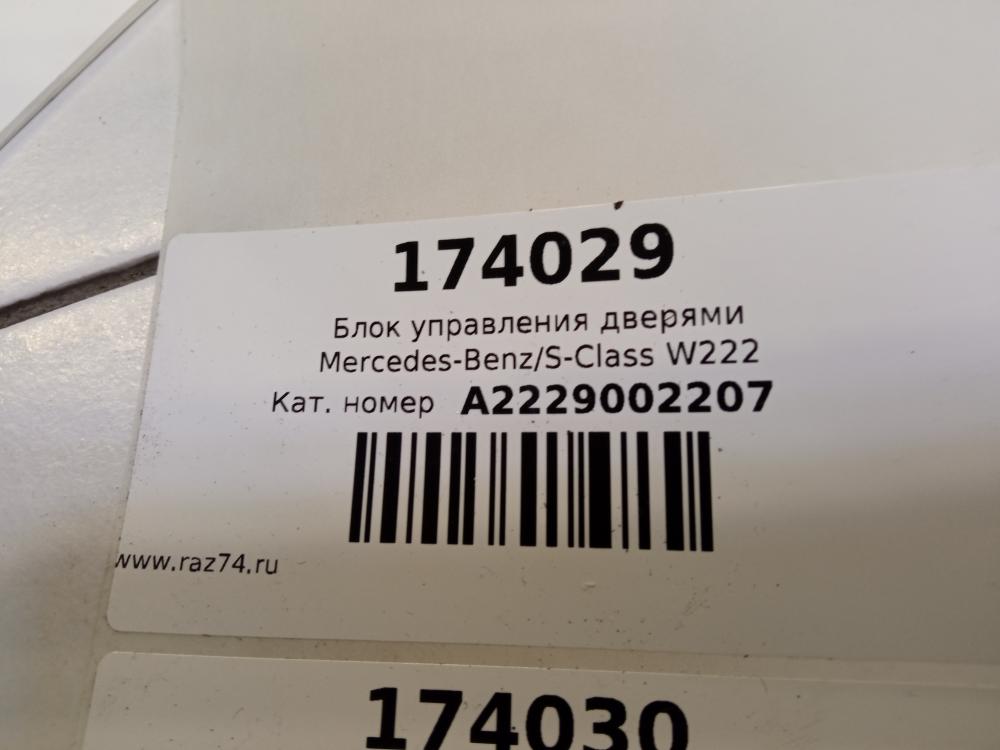 174029
Блок управления дверями
Mercedes-Benz/S-Class W222
Кат. номер A2229002207
www.raz74.ru
174030